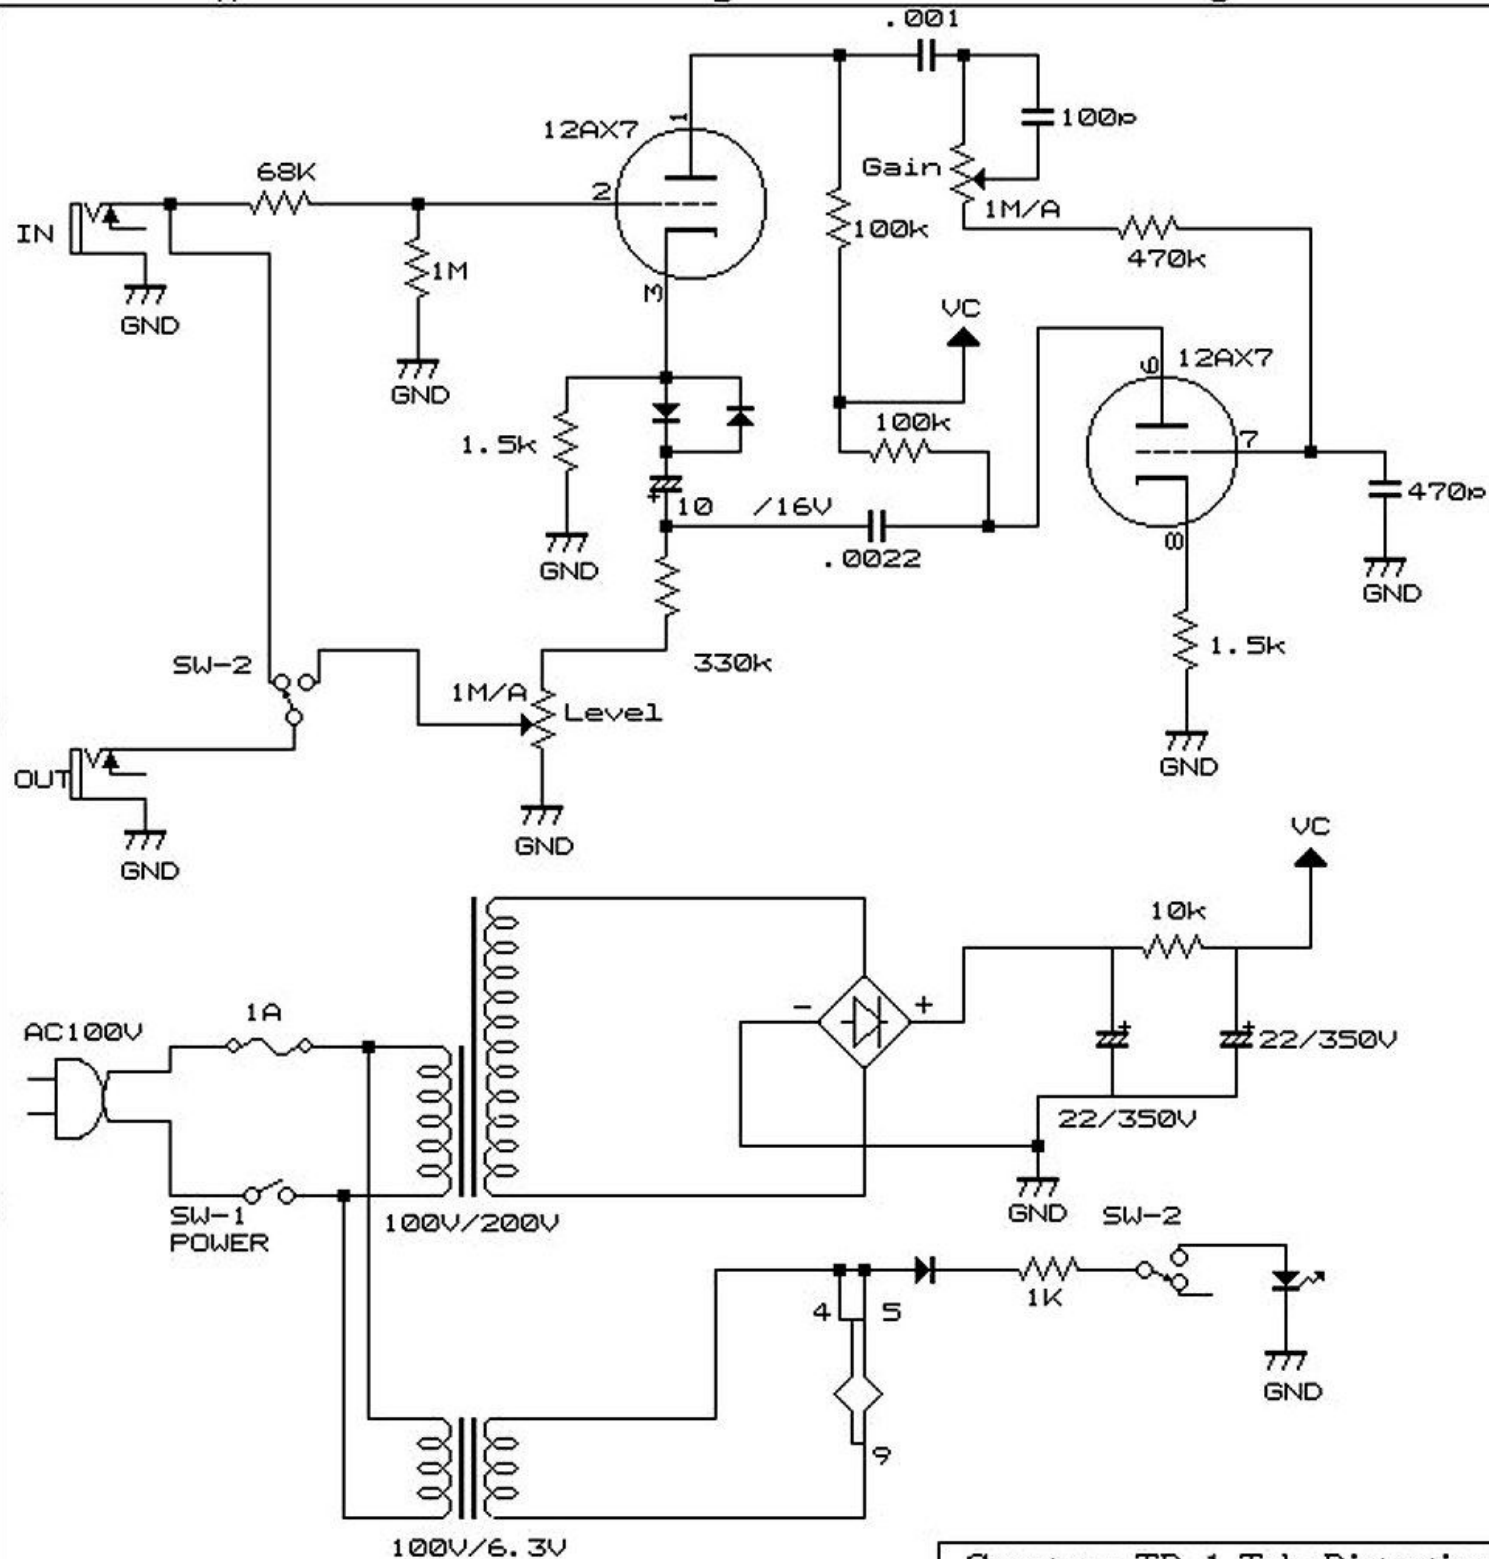 .001
12AX7
1
100p
68K
Gain
2
1M/A
IN
100k
470k
1M
3
VC
GND
12AX7
6
GND
100k
1.5k
7
10 /16V
470p
.0022
8
GND
GND
SW-2
330k
1.5k
1M/A
Level
GND
OUT
GND
GND
VC
10k
1A
- +
AC100V
22/350V
22/350V
SW-1
POWER
100V/200V
GND
SW-2
4 5
1K
GND
9
100V/6.3V